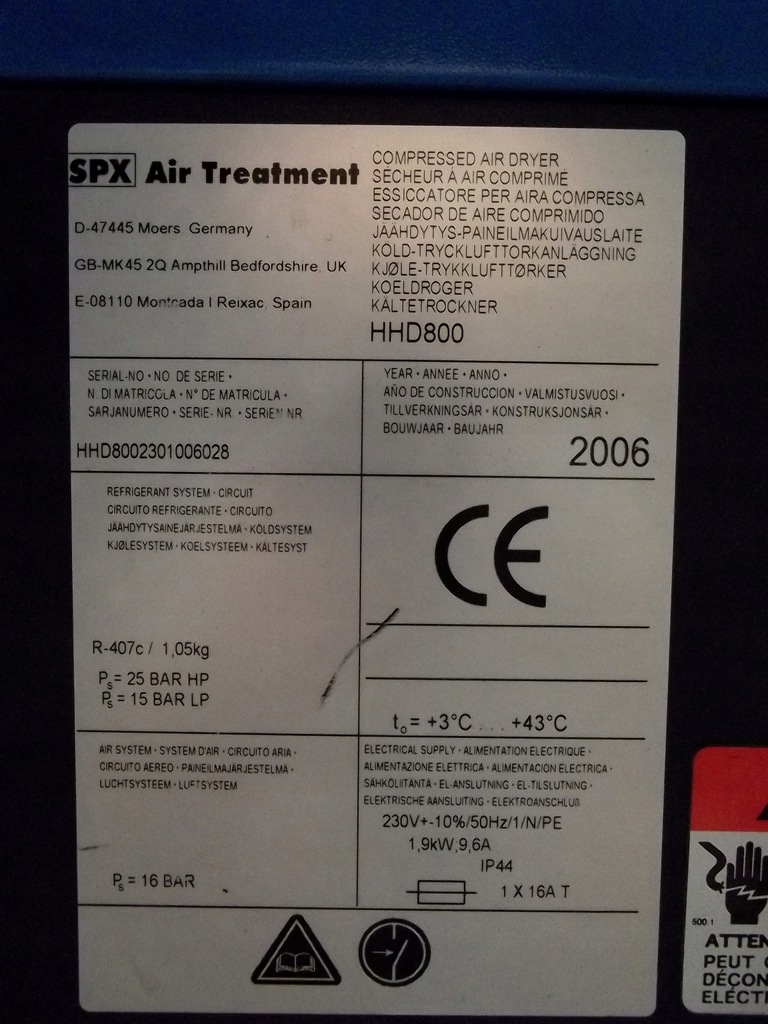 SPX Air Treatment
D-47445 Moers Germany
GB-MK45 2Q Ampthill Bedfordshire, UK
E-08110 Montcada I Reixac, Spain
COMPRESSED AIR DRYER
SÉCHEUR À AIR COMPRIMÉ
ESSICCATORE PER AIRA COMPRESSA
SECADOR DE AIRE COMPRIMIDO
JÄÄHDYTYS-PAINEILMAKUIVAUSLAITE
KÖLD-TRYCKLUFTTORKANLÄGGNING
KJØLE-TRYKKLUFTTØRKER
KOELDROGER
KÄLTETROCKNER
HHD800
SERIAL-NO · NO DE SERIE ·
N DI MATRICOLA · N° DE MATRICULA ·
SARJANUMERO · SERIE- NR · SERIEN NR
HHD8002301006028
YEAR · ANNEE · ANNO ·
AÑO DE CONSTRUCCION · VALMISTUSVUOSI ·
TILLVERKNINGSÅR · KONSTRUKSJONSÅR ·
BOUWJAAR · BAUJAHR
2006
REFRIGERANT SYSTEM · CIRCUIT
CIRCUITO REFRIGERANTE · CIRCUITO
JÄÄHDYTYSAINEJÄRJESTELMÄ · KÖLDSYSTEM
KJØLESYSTEM · KOELSYSTEEM · KÄLTESYST
R-407c / 1,05kg
Ps= 25 BAR HP
Ps= 15 BAR LP
CE
to= +3°C . . . +43°C
AIR SYSTEM · SYSTEM D'AIR · CIRCUITO ARIA ·
CIRCUITO AEREO · PAINEILMAJÄRJESTELMÄ ·
LUCHTSYSTEEM · LUFTSYSTEM
Ps = 16 BAR
ELECTRICAL SUPPLY · ALIMENTATION ELECTRIQUE ·
ALIMENTAZIONE ELETTRICA · ALIMENTACION ELECTRICA ·
SÄHKÖLIITÄNTÄ · EL-ANSLUTNING · EL-TILSLUTNING ·
ELEKTRISCHE AANSLUITING · ELEKTROANSCHLUß
230V+-10%/50Hz/1/N/PE
1,9kW;9,6A
IP44
1 X 16A T
500 1
ATTEN
PEUT
DÉCON
ÉLECTI